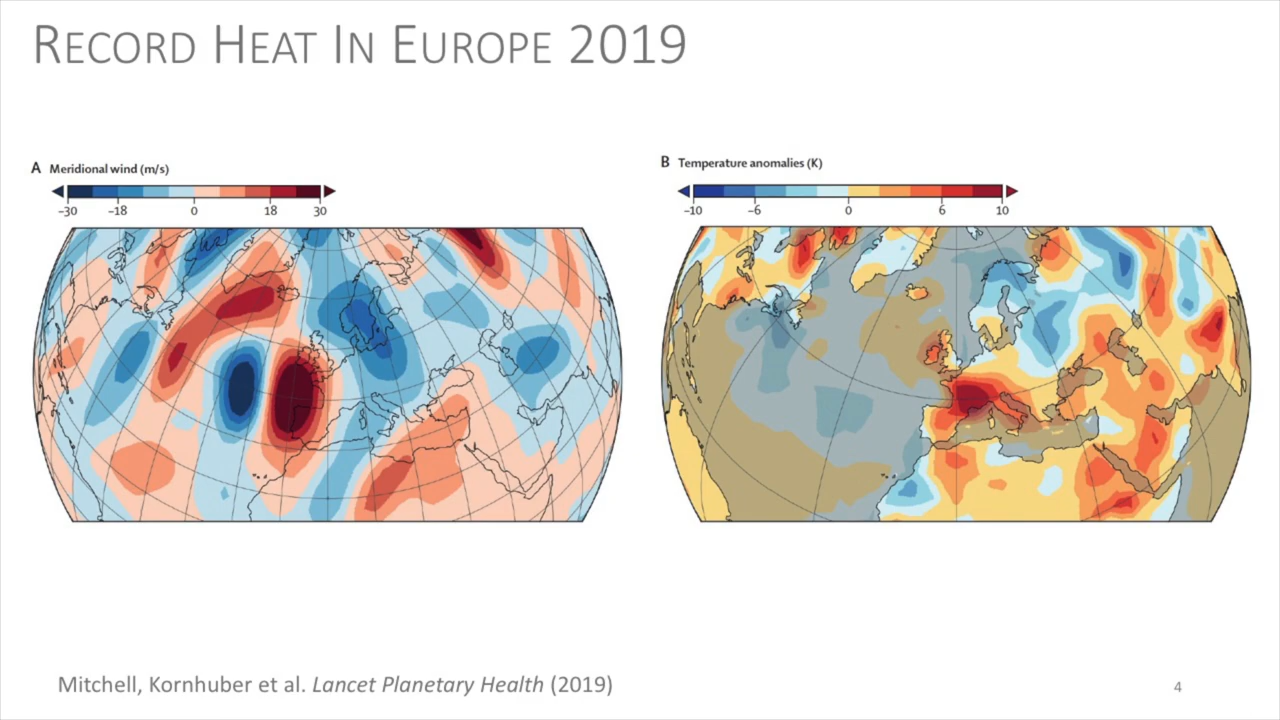 RECORD HEAT IN EUROPE 2019
A Meridional wind (m/s)
–30 –18 0 18 30
B Temperature anomalies (K)
–10 –6 0 6 10
Mitchell, Kornhuber et al. Lancet Planetary Health (2019)
4